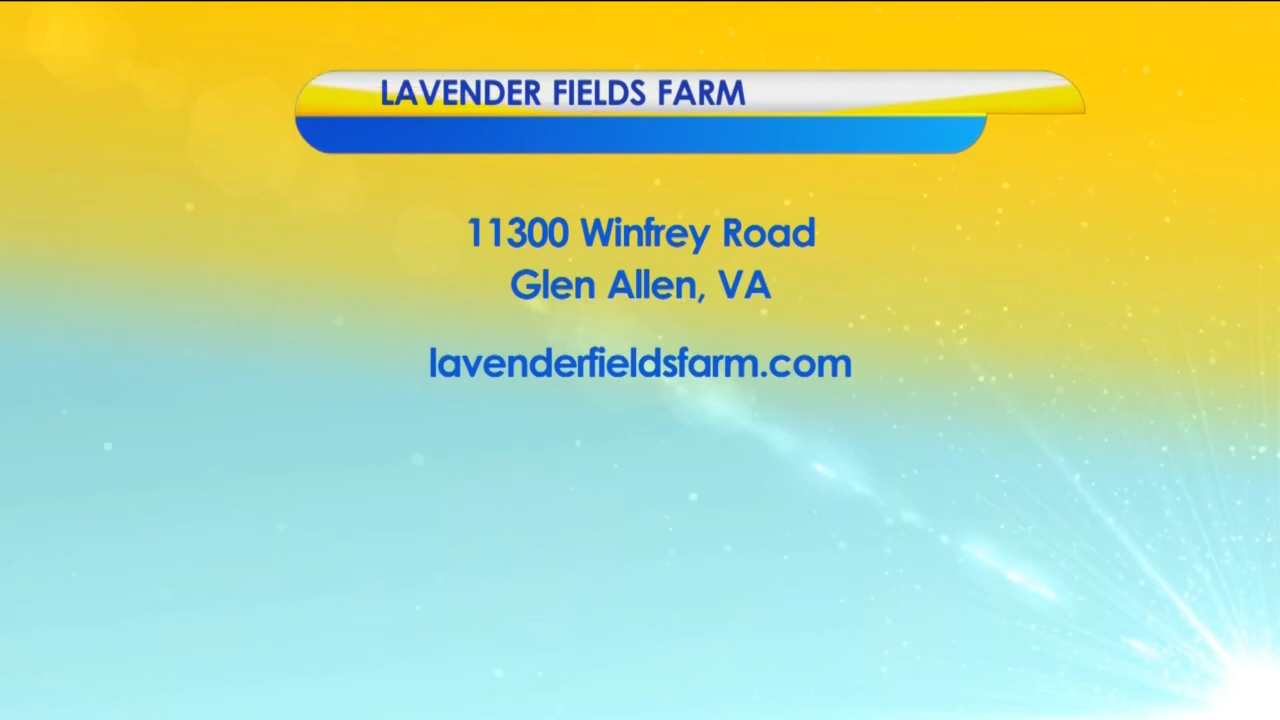 LAVENDER FIELDS FARM
11300 Winfrey Road
Glen Allen, VA
lavenderfieldsfarm.com